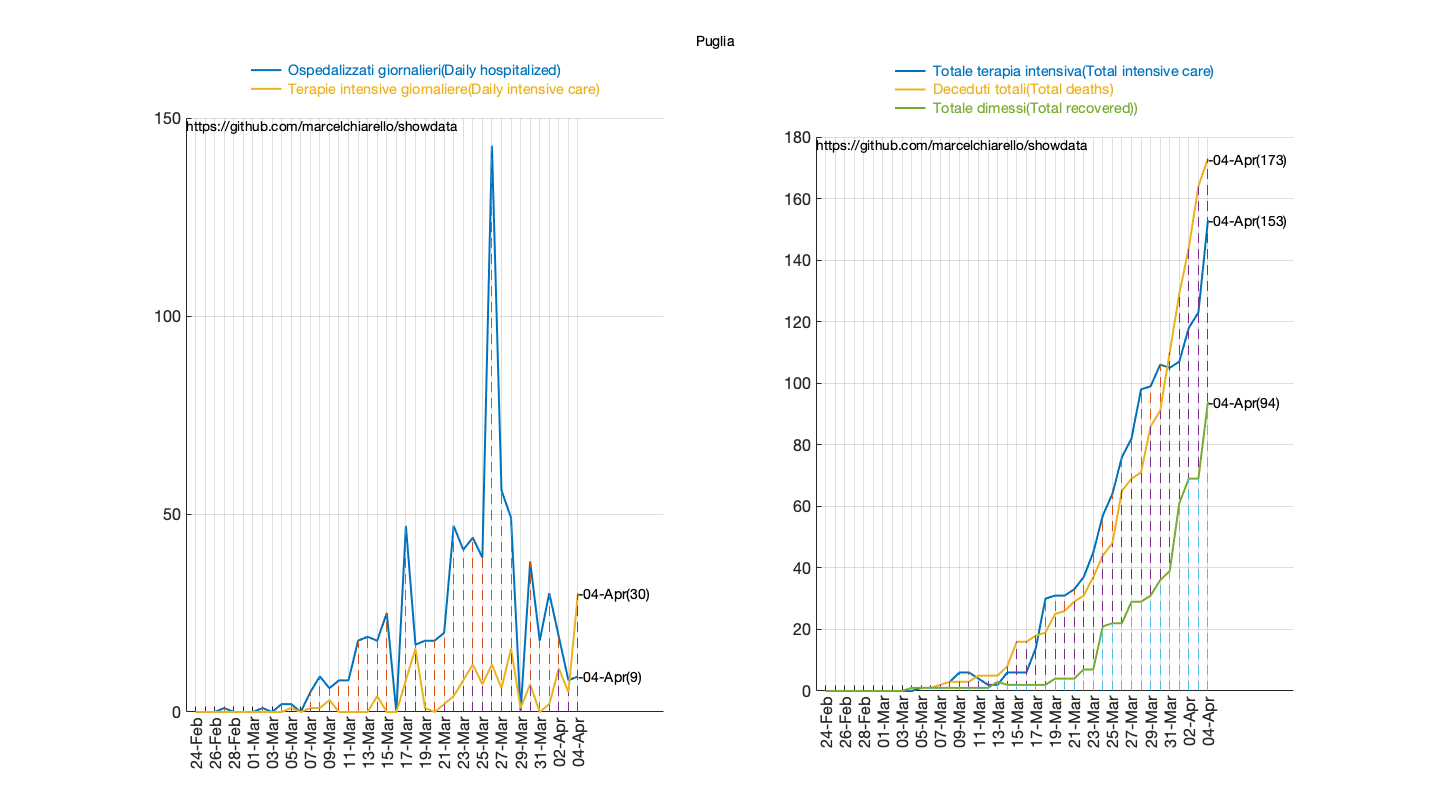 Puglia
Ospedalizzati giornalieri(Daily hospitalized)
Terapie intensive giornaliere(Daily intensive care)
150
https://github.com/marcelchiarello/showdata
100
50
0
04-Apr(30)
04-Apr(9)
24-Feb
26-Feb
28-Feb
01-Mar
03-Mar
05-Mar
07-Mar
09-Mar
11-Mar
13-Mar
15-Mar
17-Mar
19-Mar
21-Mar
23-Mar
25-Mar
27-Mar
29-Mar
31-Mar
02-Apr
04-Apr
Totale terapia intensiva(Total intensive care)
Deceduti totali(Total deaths)
Totale dimessi(Total recovered))
180
https://github.com/marcelchiarello/showdata
160
140
120
100
80
60
40
20
0
04-Apr(173)
04-Apr(153)
04-Apr(94)
24-Feb
26-Feb
28-Feb
01-Mar
03-Mar
05-Mar
07-Mar
09-Mar
11-Mar
13-Mar
15-Mar
17-Mar
19-Mar
21-Mar
23-Mar
25-Mar
27-Mar
29-Mar
31-Mar
02-Apr
04-Apr